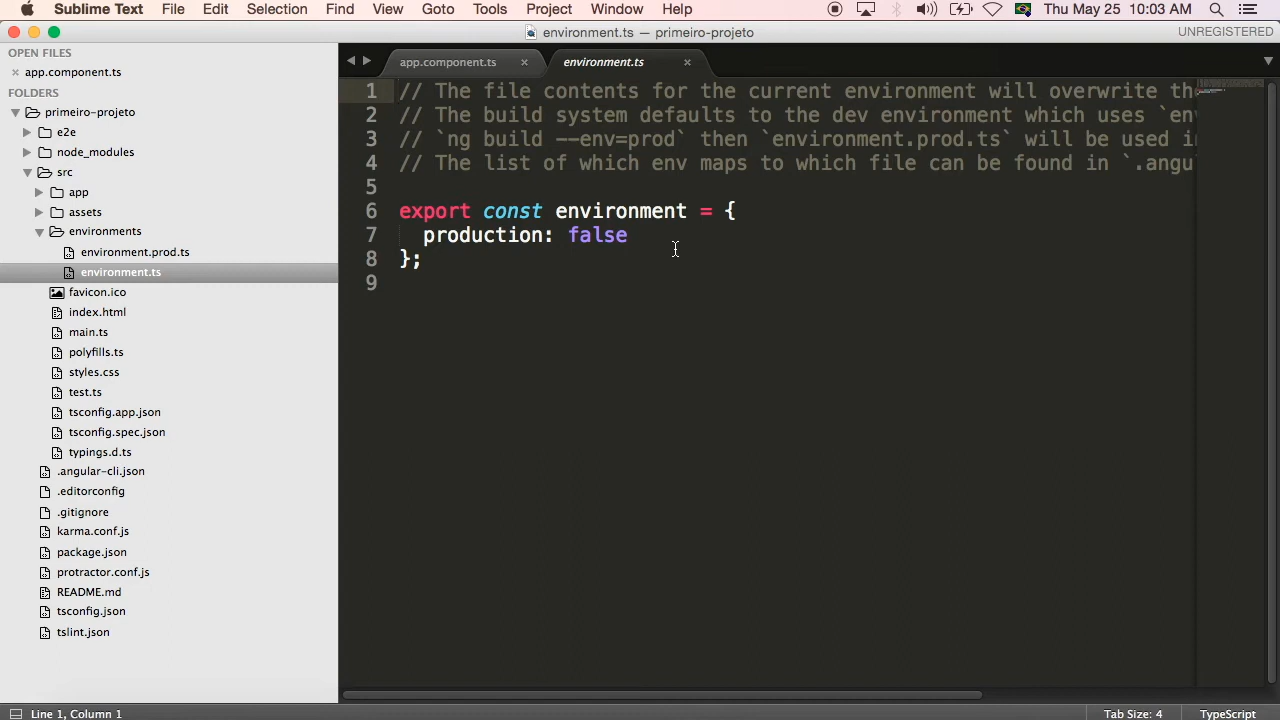 Sublime Text File Edit Selection Find View Goto Tools Project Window Help Thu May 25 10:03 AM
environment.ts — primeiro-projeto UNREGISTERED
OPEN FILES
× app.component.ts
FOLDERS
primeiro-projeto
e2e
node_modules
src
app
assets
environments
environment.prod.ts
environment.ts
favicon.ico
index.html
main.ts
polyfills.ts
styles.css
test.ts
tsconfig.app.json
tsconfig.spec.json
typings.d.ts
.angular-cli.json
.editorconfig
.gitignore
karma.conf.js
package.json
protractor.conf.js
README.md
tsconfig.json
tslint.json
app.component.ts × environment.ts ×
1 // The file contents for the current environment will overwrite th
2 // The build system defaults to the dev environment which uses `en
3 // `ng build --env=prod` then `environment.prod.ts` will be used i
4 // The list of which env maps to which file can be found in `.angu
5
6 export const environment = {
7 production: false
8 };
9
Line 1, Column 1 Tab Size: 4 TypeScript